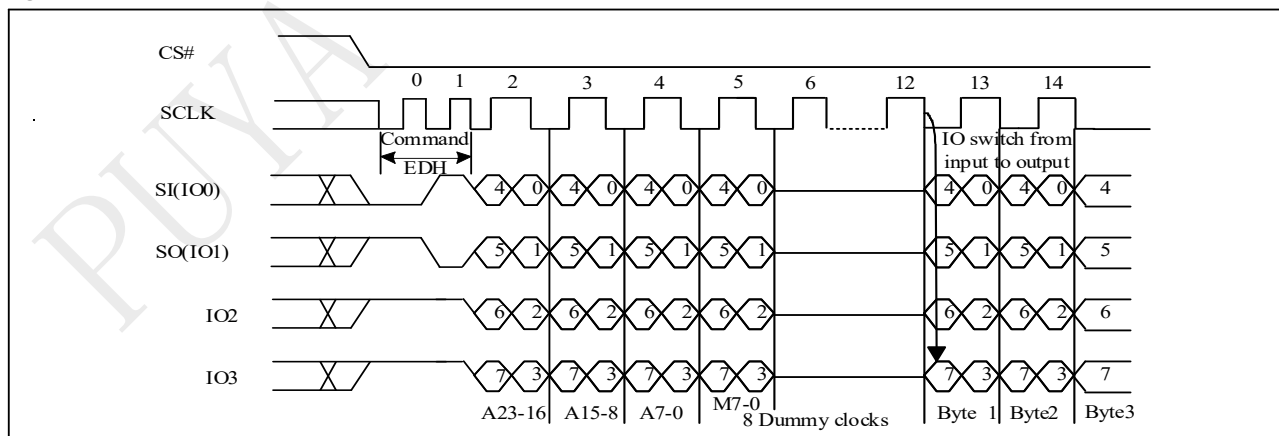 PUYA
CS#
0 1 2 3 4 5 6 12 13 14
SCLK
Command
IO switch from
EDH
input to output
SI(IO0) 4 0 4 0 4 0 4 0 4 0 4 0 4
SO(IO1) 5 1 5 1 5 1 5 1 5 1 5 1 5
IO2 6 2 6 2 6 2 6 2 6 2 6 2 6
IO3 7 3 7 3 7 3 7 3 7 3 7 3 7
A23-16 A15-8 A7-0 M7-0 8 Dummy clocks Byte 1 Byte2 Byte3